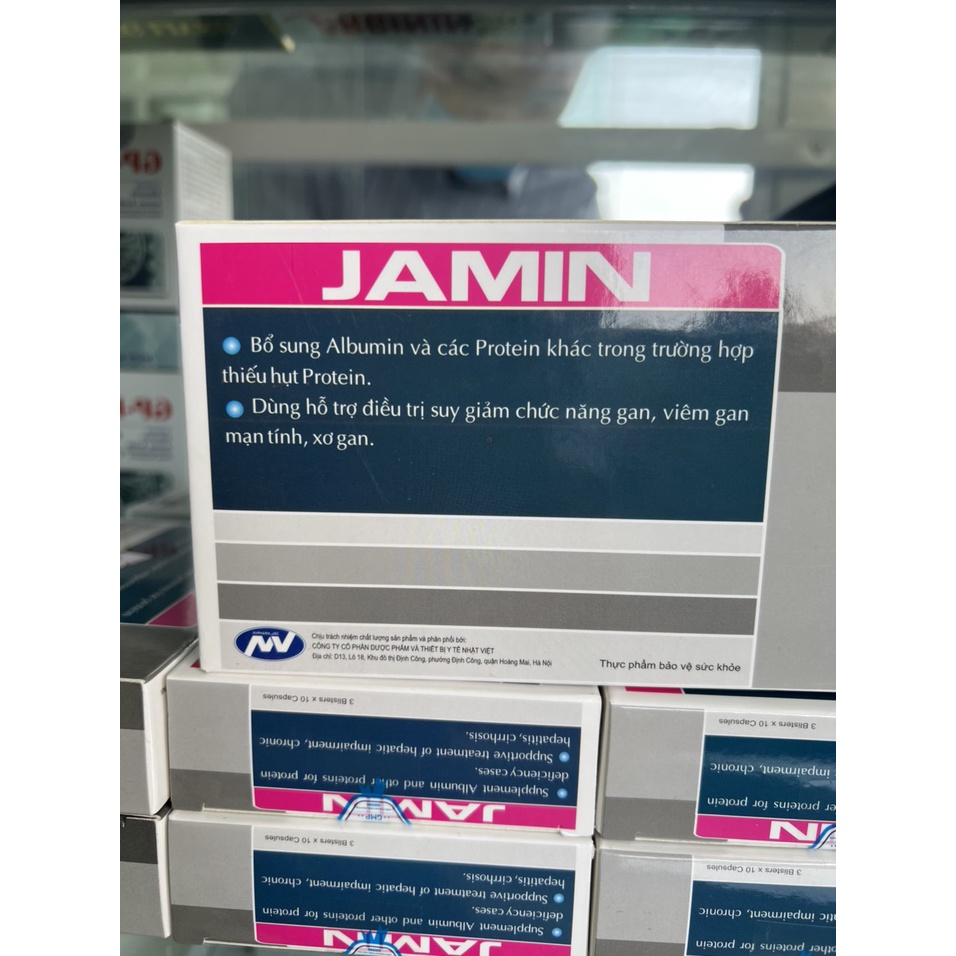 JAMIN
Bổ sung Albumin và các Protein khác trong trường hợp
thiếu hụt Protein.
Dùng hỗ trợ điều trị suy giảm chức năng gan, viêm gan
mạn tính, xơ gan.
NV
Chịu trách nhiệm chất lượng sản phẩm và phân phối bởi:
CÔNG TY CỔ PHẦN DƯỢC PHẨM VÀ THIẾT BỊ Y TẾ NHẬT VIỆT
Địa chỉ: D13, Lô 18, Khu đô thị Định Công, phường Định Công, quận Hoàng Mai, Hà Nội
Thực phẩm bảo vệ sức khỏe
JAMIN
GMP
Supplement Albumin and other proteins for protein
deficiency cases.
Supportive treatment of hepatic impairment, chronic
hepatitis, cirrhosis.
3 Blisters x 10 Capsules
MIN
er proteins for protein
ic impairment, chronic
3 Blisters x 10 Capsules
JAMIN
Supplement Albumin and other proteins for protein
deficiency cases.
Supportive treatment of hepatic impairment, chronic
hepatitis, cirrhosis.
3 Blisters x 10 Capsules
other proteins for protein
atic impairment, chronic
3 Blisters x 10 Capsules